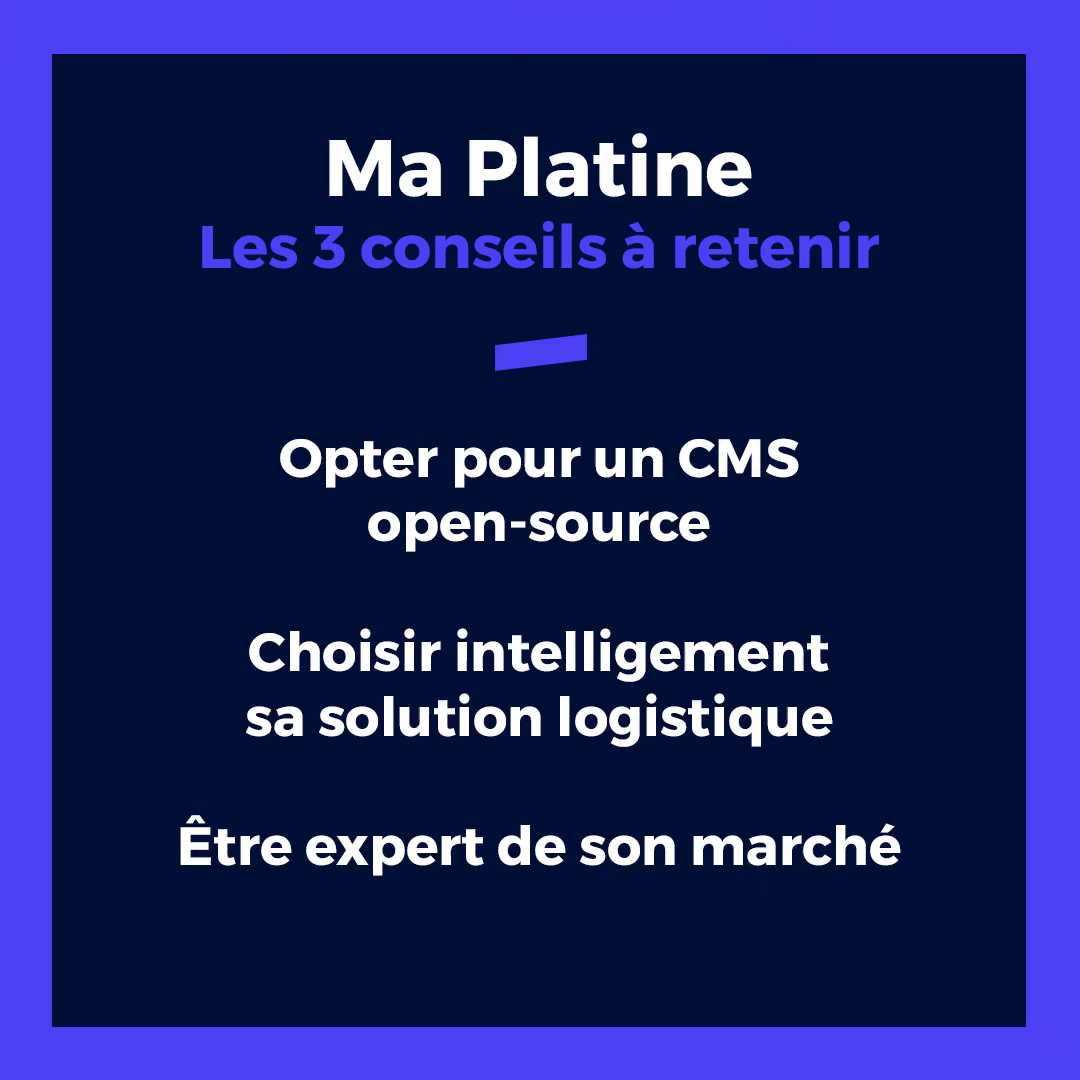 Ma Platine
Les 3 conseils à retenir
Opter pour un CMS
open-source
Choisir intelligement
sa solution logistique
Être expert de son marché